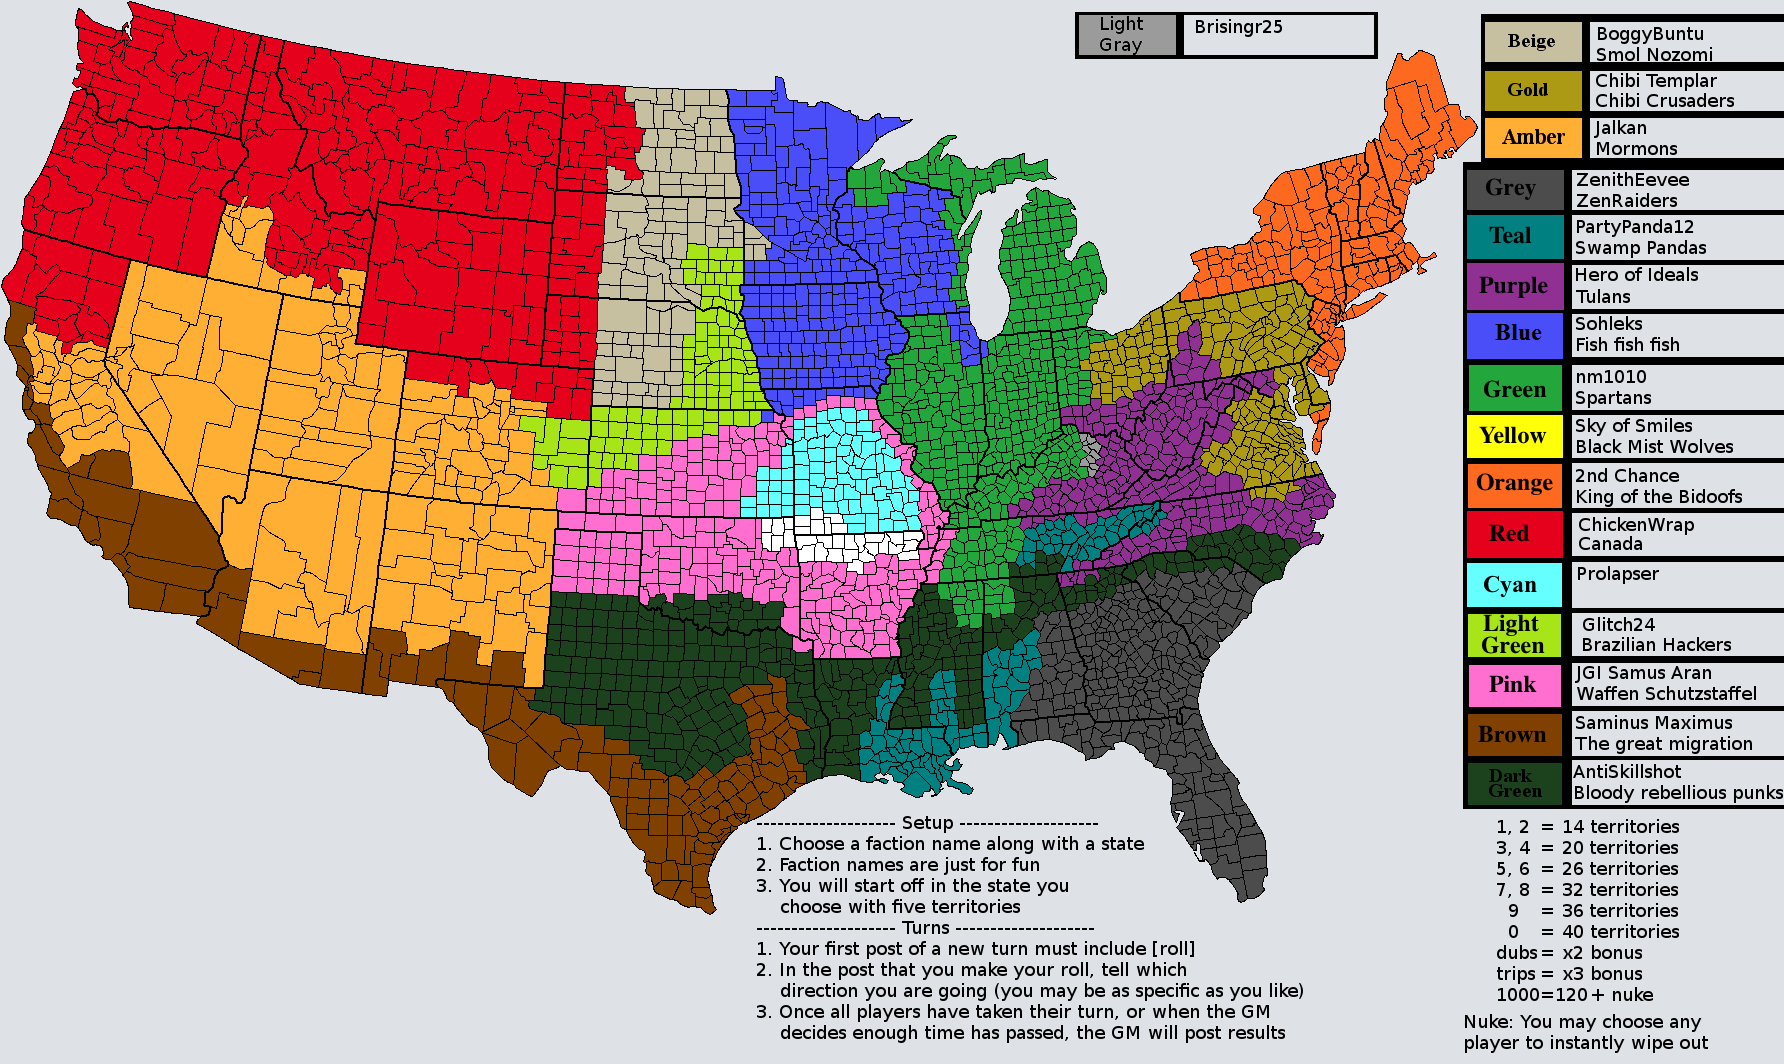 Light
Gray
Brisingr25
Beige
BoggyBuntu
Smol Nozomi
Gold
Chibi Templar
Chibi Crusaders
Amber
Jalkan
Mormons
Grey
ZenithEevee
ZenRaiders
Teal
PartyPanda12
Swamp Pandas
Purple
Hero of Ideals
Tulans
Blue
Sohleks
Fish fish fish
Green
nm1010
Spartans
Yellow
Sky of Smiles
Black Mist Wolves
Orange
2nd Chance
King of the Bidoofs
Red
ChickenWrap
Canada
Cyan
Prolapser
Light
Green
Glitch24
Brazilian Hackers
Pink
JGI Samus Aran
Waffen Schutzstaffel
Brown
Saminus Maximus
The great migration
Dark
Green
AntiSkillshot
Bloody rebellious punks
-------------------- Setup --------------------
1. Choose a faction name along with a state
2. Faction names are just for fun
3. You will start off in the state you
choose with five territories
-------------------- Turns --------------------
1. Your first post of a new turn must include [roll]
2. In the post that you make your roll, tell which
direction you are going (you may be as specific as you like)
3. Once all players have taken their turn, or when the GM
decides enough time has passed, the GM will post results
1, 2 = 14 territories
3, 4 = 20 territories
5, 6 = 26 territories
7, 8 = 32 territories
9 = 36 territories
0 = 40 territories
dubs= x2 bonus
trips = x3 bonus
1000=120+ nuke
Nuke: You may choose any
player to instantly wipe out